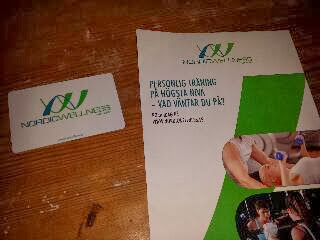 NORDICWELLNESS
NORDICWELLNESS
PERSONLIG TRÄNING
PÅ HÖGSTA NIVÅ
– VAD VÄNTAR DU PÅ?